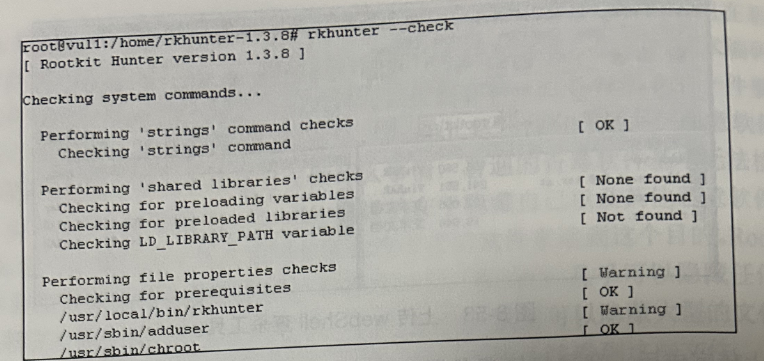 root@vul1:/home/rkhunter-1.3.8# rkhunter --check
[ Rootkit Hunter version 1.3.8 ]
Checking system commands...
Performing 'strings' command checks
Checking 'strings' command [ OK ]
Performing 'shared libraries' checks
Checking for preloading variables [ None found ]
Checking for preloaded libraries [ None found ]
Checking LD_LIBRARY_PATH variable [ Not found ]
Performing file properties checks
Checking for prerequisites [ Warning ]
/usr/local/bin/rkhunter [ OK ]
/usr/sbin/adduser [ Warning ]
/usr/sbin/chroot [ OK ]